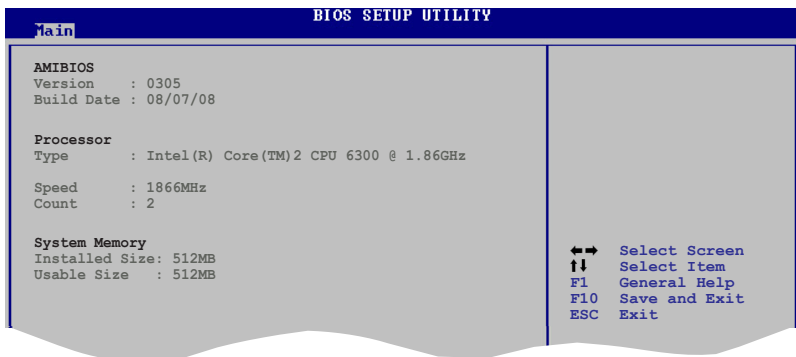 BIOS SETUP UTILITY
Main
AMIBIOS
Version : 0305
Build Date : 08/07/08
Processor
Type : Intel(R) Core(TM)2 CPU 6300 @ 1.86GHz
Speed : 1866MHz
Count : 2
System Memory
Installed Size: 512MB
Usable Size : 512MB
←→ Select Screen
↑↓ Select Item
F1 General Help
F10 Save and Exit
ESC Exit